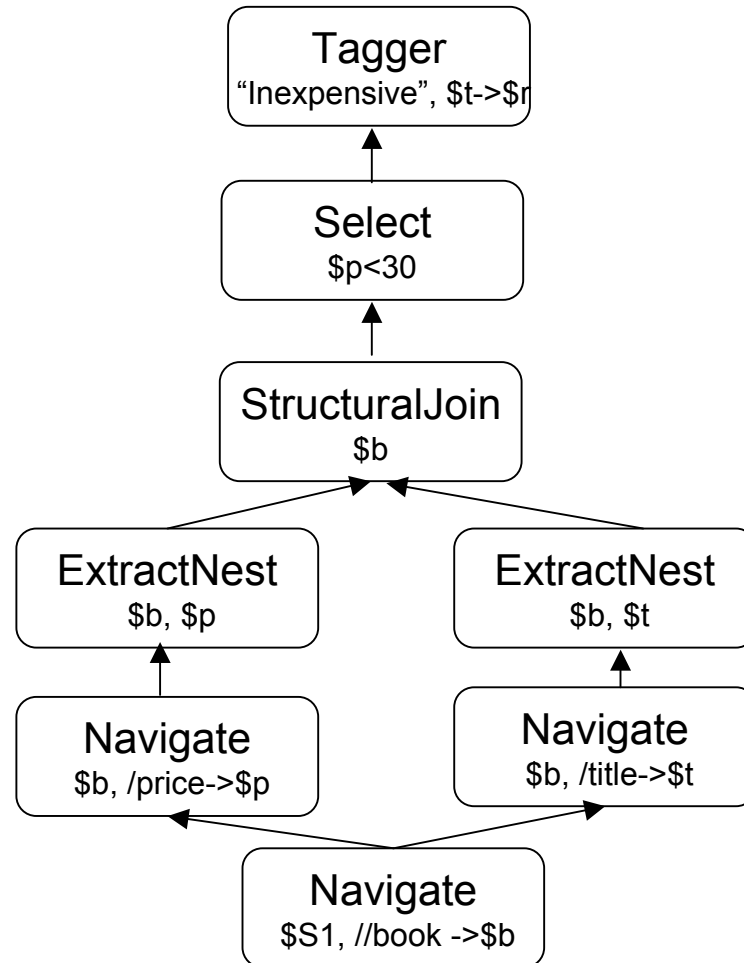 Tagger
“Inexpensive”, $t->$r
Select
$p<30
StructuralJoin
$b
ExtractNest
$b, $p
ExtractNest
$b, $t
Navigate
$b, /price->$p
Navigate
$b, /title->$t
Navigate
$S1, //book ->$b